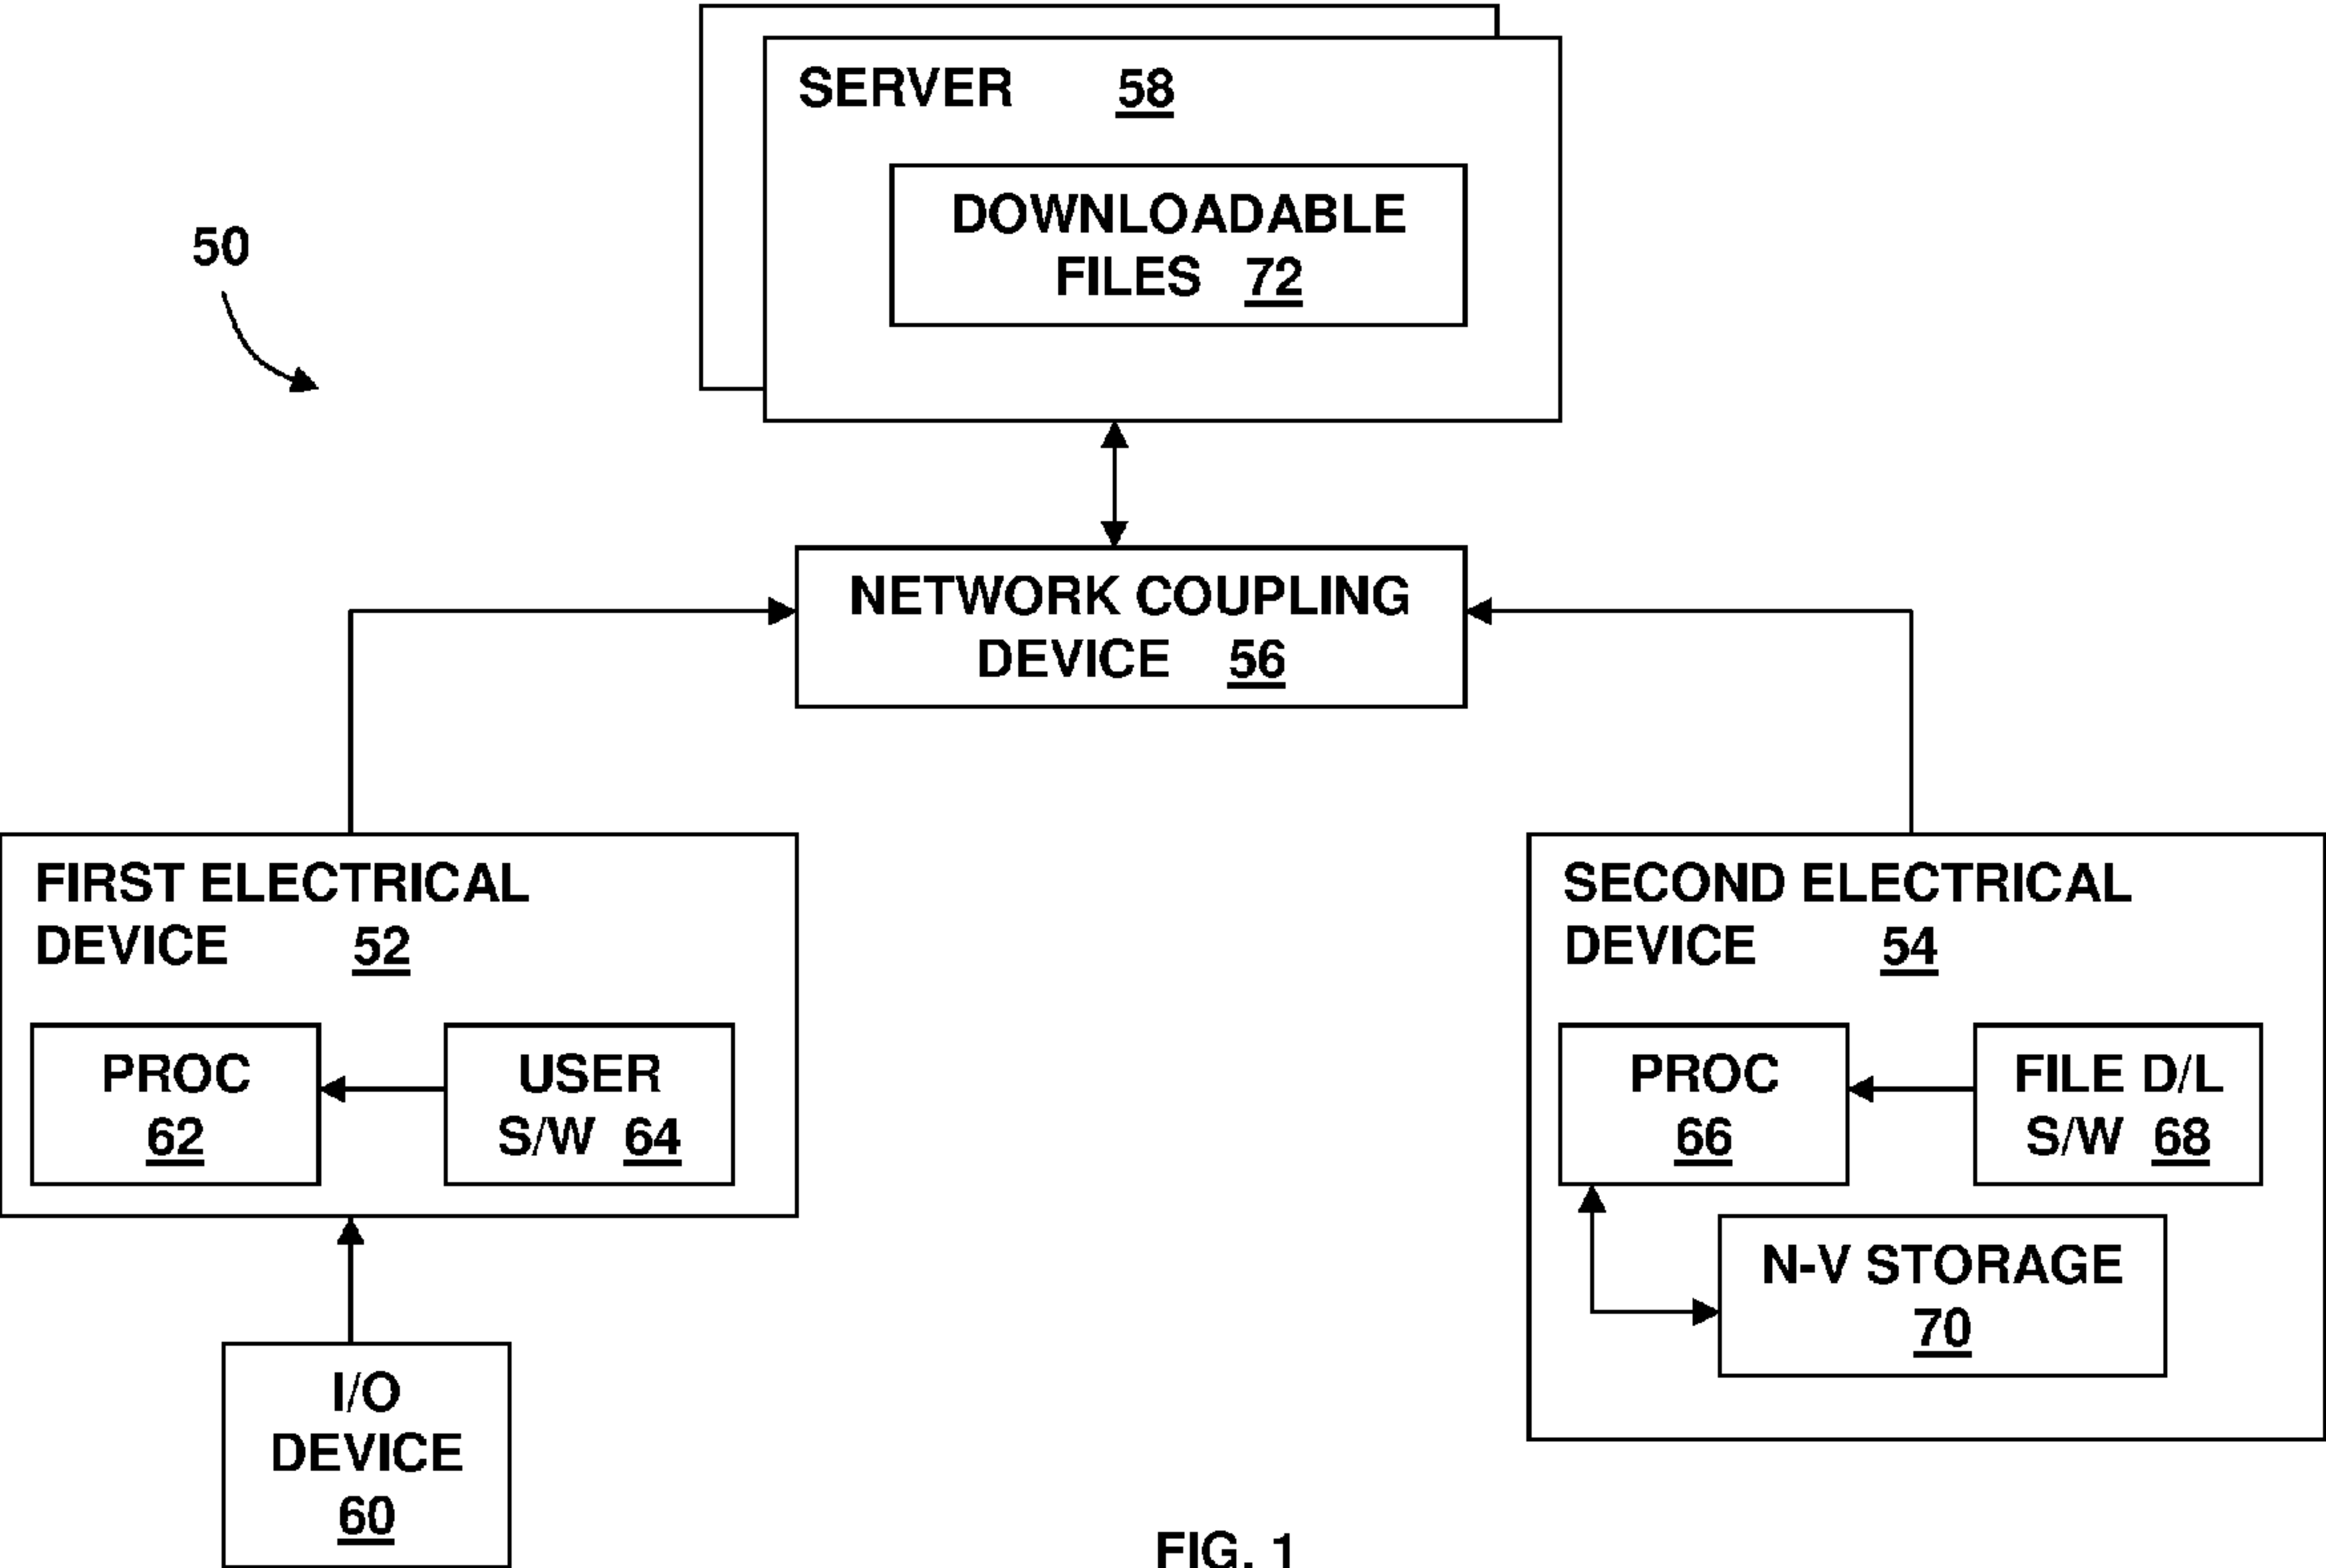 SERVER 58
DOWNLOADABLE
FILES 72
50
NETWORK COUPLING
DEVICE 56
FIRST ELECTRICAL
DEVICE 52
PROC
62
USER
S/W 64
SECOND ELECTRICAL
DEVICE 54
PROC
66
FILE D/L
S/W 68
N-V STORAGE
70
I/O
DEVICE
60
FIG. 1